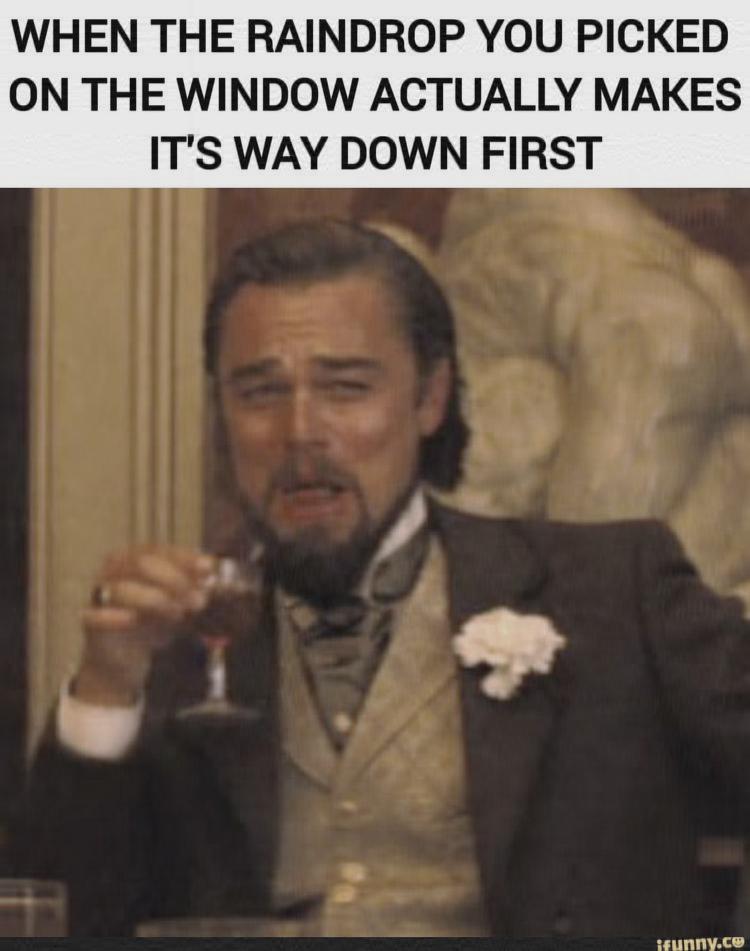 WHEN THE RAINDROP YOU PICKED
ON THE WINDOW ACTUALLY MAKES
IT'S WAY DOWN FIRST
ifunny.co